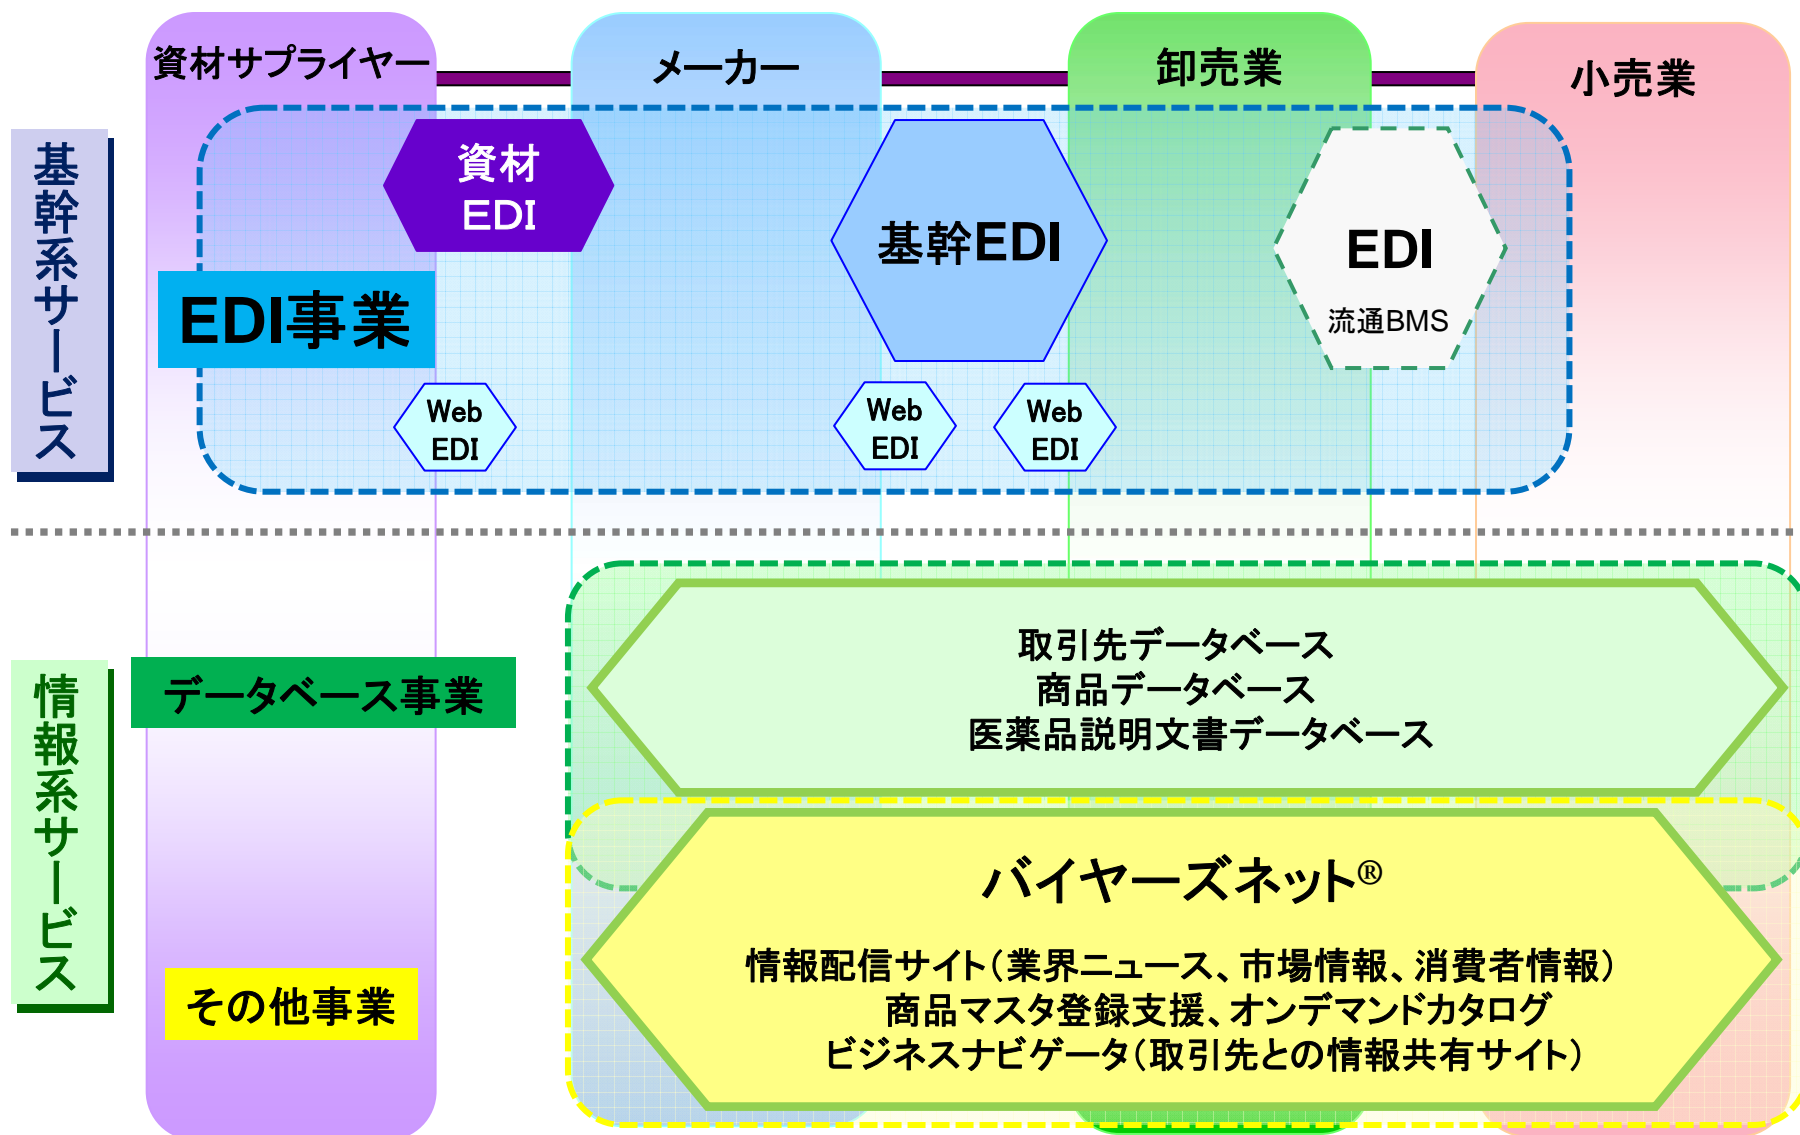 資材サプライヤー
メーカー
卸売業
小売業
基幹系サービス
資材
EDI
基幹EDI
EDI
流通BMS
EDI事業
Web
EDI
Web
EDI
Web
EDI
情報系サービス
データベース事業
取引先データベース
商品データベース
医薬品説明文書データベース
バイヤーズネット®
情報配信サイト（業界ニュース、市場情報、消費者情報）
商品マスタ登録支援、オンデマンドカタログ
ビジネスナビゲータ（取引先との情報共有サイト）
その他事業